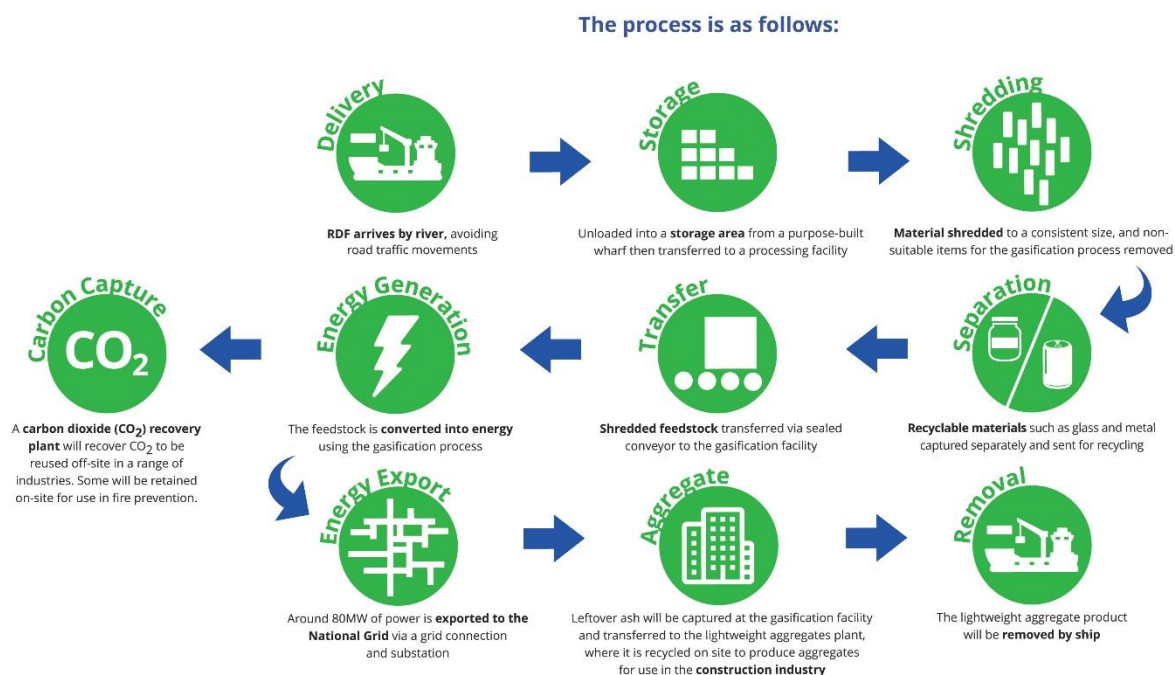 The process is as follows:
Delivery
RDF arrives by river, avoiding
road traffic movements
Storage
Unloaded into a storage area from a purpose-built
wharf then transferred to a processing facility
Shredding
Material shredded to a consistent size, and non-
suitable items for the gasification process removed
Separation
Recyclable materials such as glass and metal
captured separately and sent for recycling
Transfer
Shredded feedstock transferred via sealed
conveyor to the gasification facility
Energy Generation
The feedstock is converted into energy
using the gasification process
Carbon Capture
CO₂
A carbon dioxide (CO₂) recovery
plant will recover CO₂ to be
reused off-site in a range of
industries. Some will be retained
on-site for use in fire prevention.
Energy Export
Around 80MW of power is exported to the
National Grid via a grid connection
and substation
Aggregate
Leftover ash will be captured at the gasification facility
and transferred to the lightweight aggregates plant,
where it is recycled on site to produce aggregates
for use in the construction industry
Removal
The lightweight aggregate product
will be removed by ship